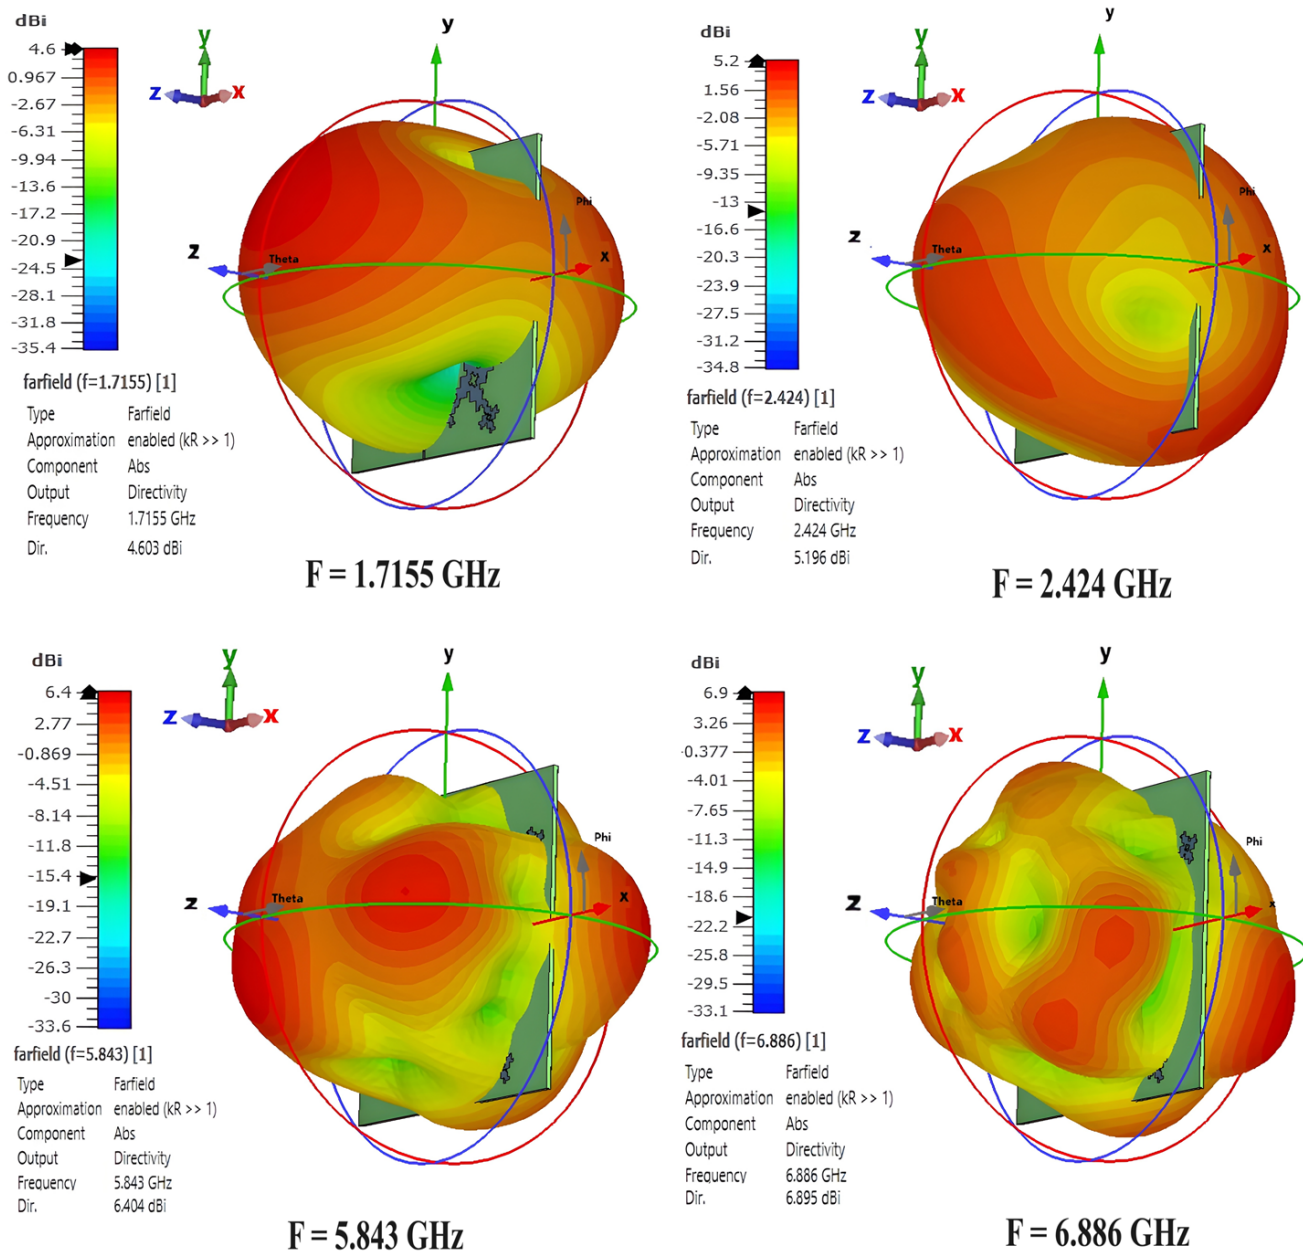 dBi
4.6
0.967
-2.67
-6.31
-9.94
-13.6
-17.2
-20.9
-24.5
-28.1
-31.8
-35.4
y
z
x
y
Phi
z
Theta
x
farfield (f=1.7155) [1]
Type Farfield
Approximation enabled (kR >> 1)
Component Abs
Output Directivity
Frequency 1.7155 GHz
Dir. 4.603 dBi
F = 1.7155 GHz
dBi
5.2
1.56
-2.08
-5.71
-9.35
-13
-16.6
-20.3
-23.9
-27.5
-31.2
-34.8
y
z
x
y
Phi
z
Theta
x
farfield (f=2.424) [1]
Type Farfield
Approximation enabled (kR >> 1)
Component Abs
Output Directivity
Frequency 2.424 GHz
Dir. 5.196 dBi
F = 2.424 GHz
dBi
6.4
2.77
-0.869
-4.51
-8.14
-11.8
-15.4
-19.1
-22.7
-26.3
-30
-33.6
y
z
x
y
Phi
z
Theta
x
farfield (f=5.843) [1]
Type Farfield
Approximation enabled (kR >> 1)
Component Abs
Output Directivity
Frequency 5.843 GHz
Dir. 6.404 dBi
F = 5.843 GHz
dBi
6.9
3.26
-0.377
-4.01
-7.65
-11.3
-14.9
-18.6
-22.2
-25.8
-29.5
-33.1
y
z
x
y
Phi
z
Theta
x
farfield (f=6.886) [1]
Type Farfield
Approximation enabled (kR >> 1)
Component Abs
Output Directivity
Frequency 6.886 GHz
Dir. 6.895 dBi
F = 6.886 GHz